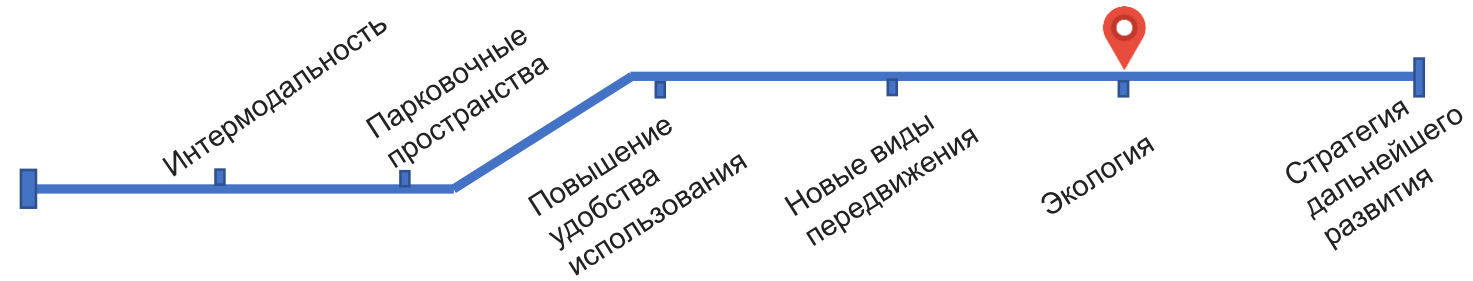 Интермодальность
Парковочные
пространства
Повышение
удобства
использования
Новые виды
передвижения
Экология
Стратегия
дальнейшего
развития